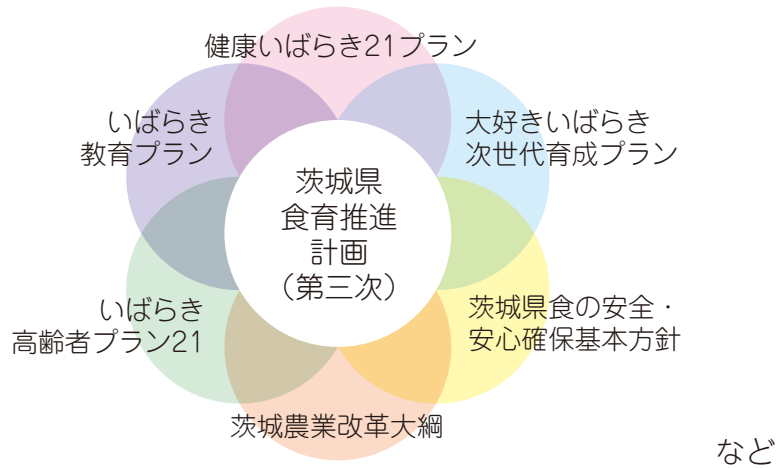 健康いばらき21プラン
いばらき
教育プラン
大好きいばらき
次世代育成プラン
茨城県
食育推進
計画
（第三次）
いばらき
高齢者プラン21
茨城県食の安全・
安心確保基本方針
茨城農業改革大綱
など